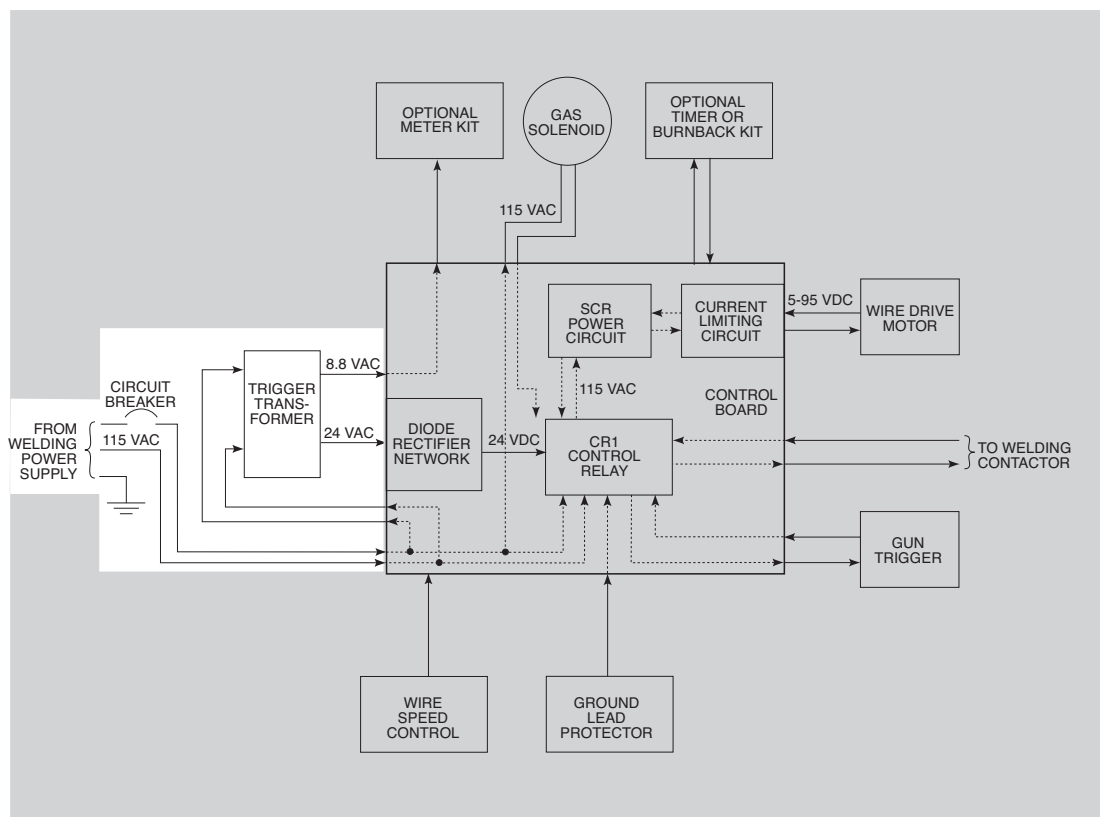 OPTIONAL
METER KIT
GAS
SOLENOID
OPTIONAL
TIMER OR
BURNBACK KIT
115 VAC
SCR
POWER
CIRCUIT
CURRENT
LIMITING
CIRCUIT
5-95 VDC
WIRE DRIVE
MOTOR
8.8 VAC
TRIGGER
TRANS-
FORMER
24 VAC
CIRCUIT
BREAKER
FROM
WELDING
POWER
SUPPLY
115 VAC
DIODE
RECTIFIER
NETWORK
24 VDC
115 VAC
CONTROL
BOARD
CR1
CONTROL
RELAY
TO WELDING
CONTACTOR
GUN
TRIGGER
WIRE
SPEED
CONTROL
GROUND
LEAD
PROTECTOR